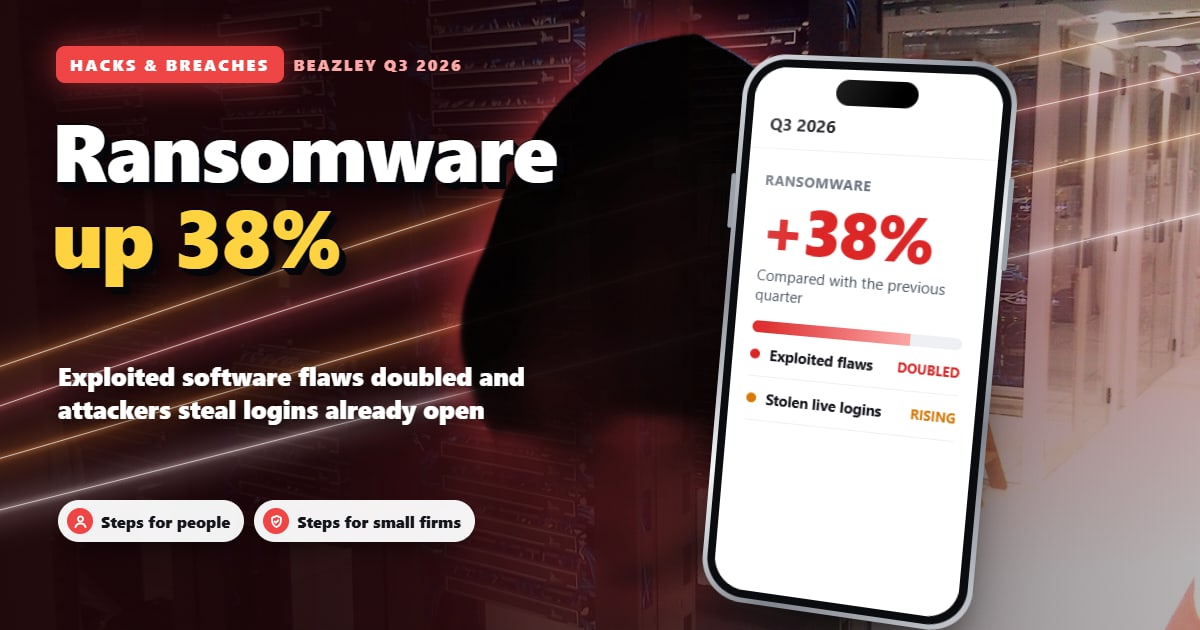 HACKS & BREACHES
BEAZLEY Q3 2026
Ransomware
up 38%
Exploited software flaws doubled and
attackers steal logins already open
Steps for people
Steps for small firms
Q3 2026
RANSOMWARE
+38%
Compared with the previous
quarter
Exploited flaws DOUBLED
Stolen live logins RISING